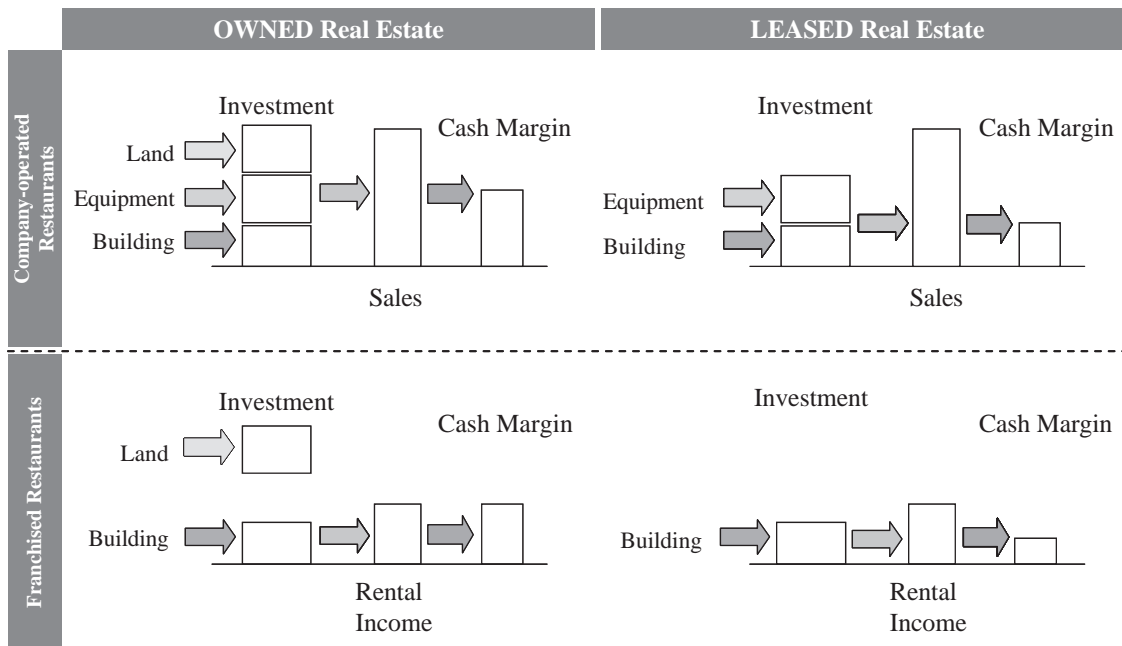 OWNED Real Estate
LEASED Real Estate
Company-operated
Restaurants
Investment
Cash Margin
Land
Equipment
Building
Sales
Investment
Cash Margin
Equipment
Building
Sales
Franchised Restaurants
Investment
Cash Margin
Land
Building
Rental
Income
Investment
Cash Margin
Building
Rental
Income